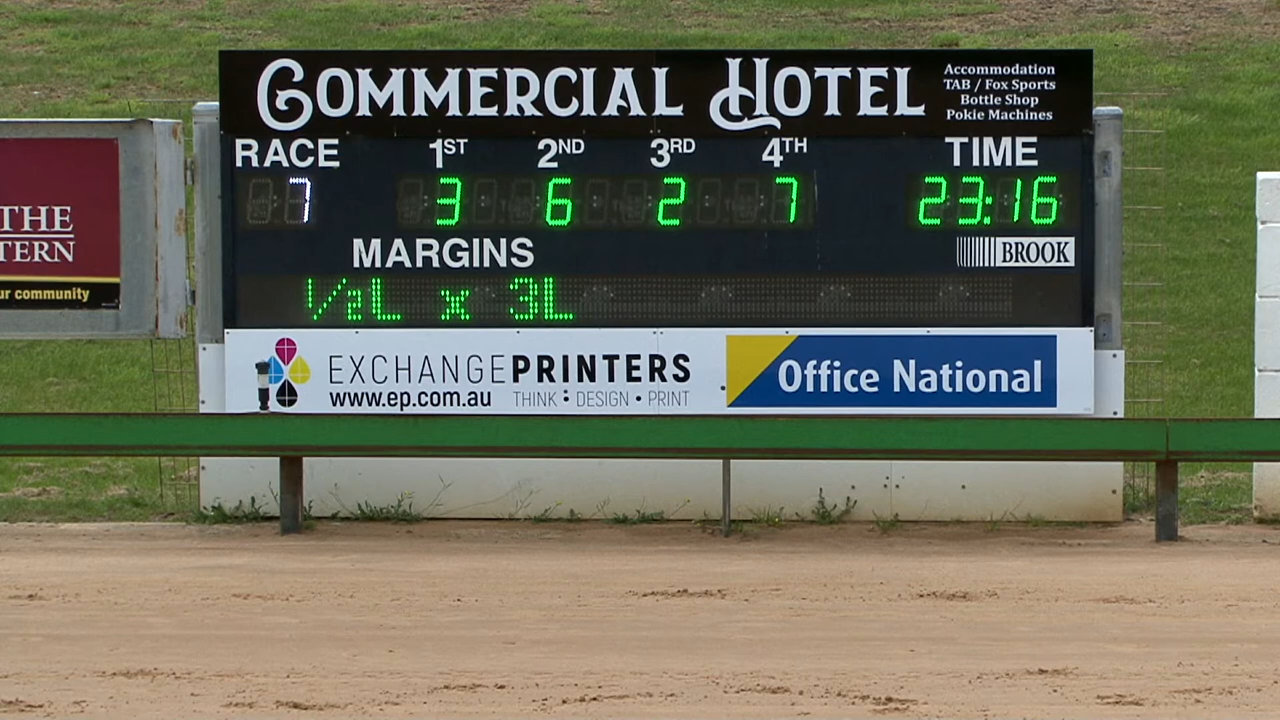 COMMERCIAL HOTEL
Accommodation
TAB / Fox Sports
Bottle Shop
Pokie Machines
RACE 1ST 2ND 3RD 4TH TIME
7 3 6 2 7 23:16
MARGINS
BROOK
½L x 3L
EXCHANGEPRINTERS
www.ep.com.au THINK : DESIGN • PRINT
Office National
THE
TERN
ur community